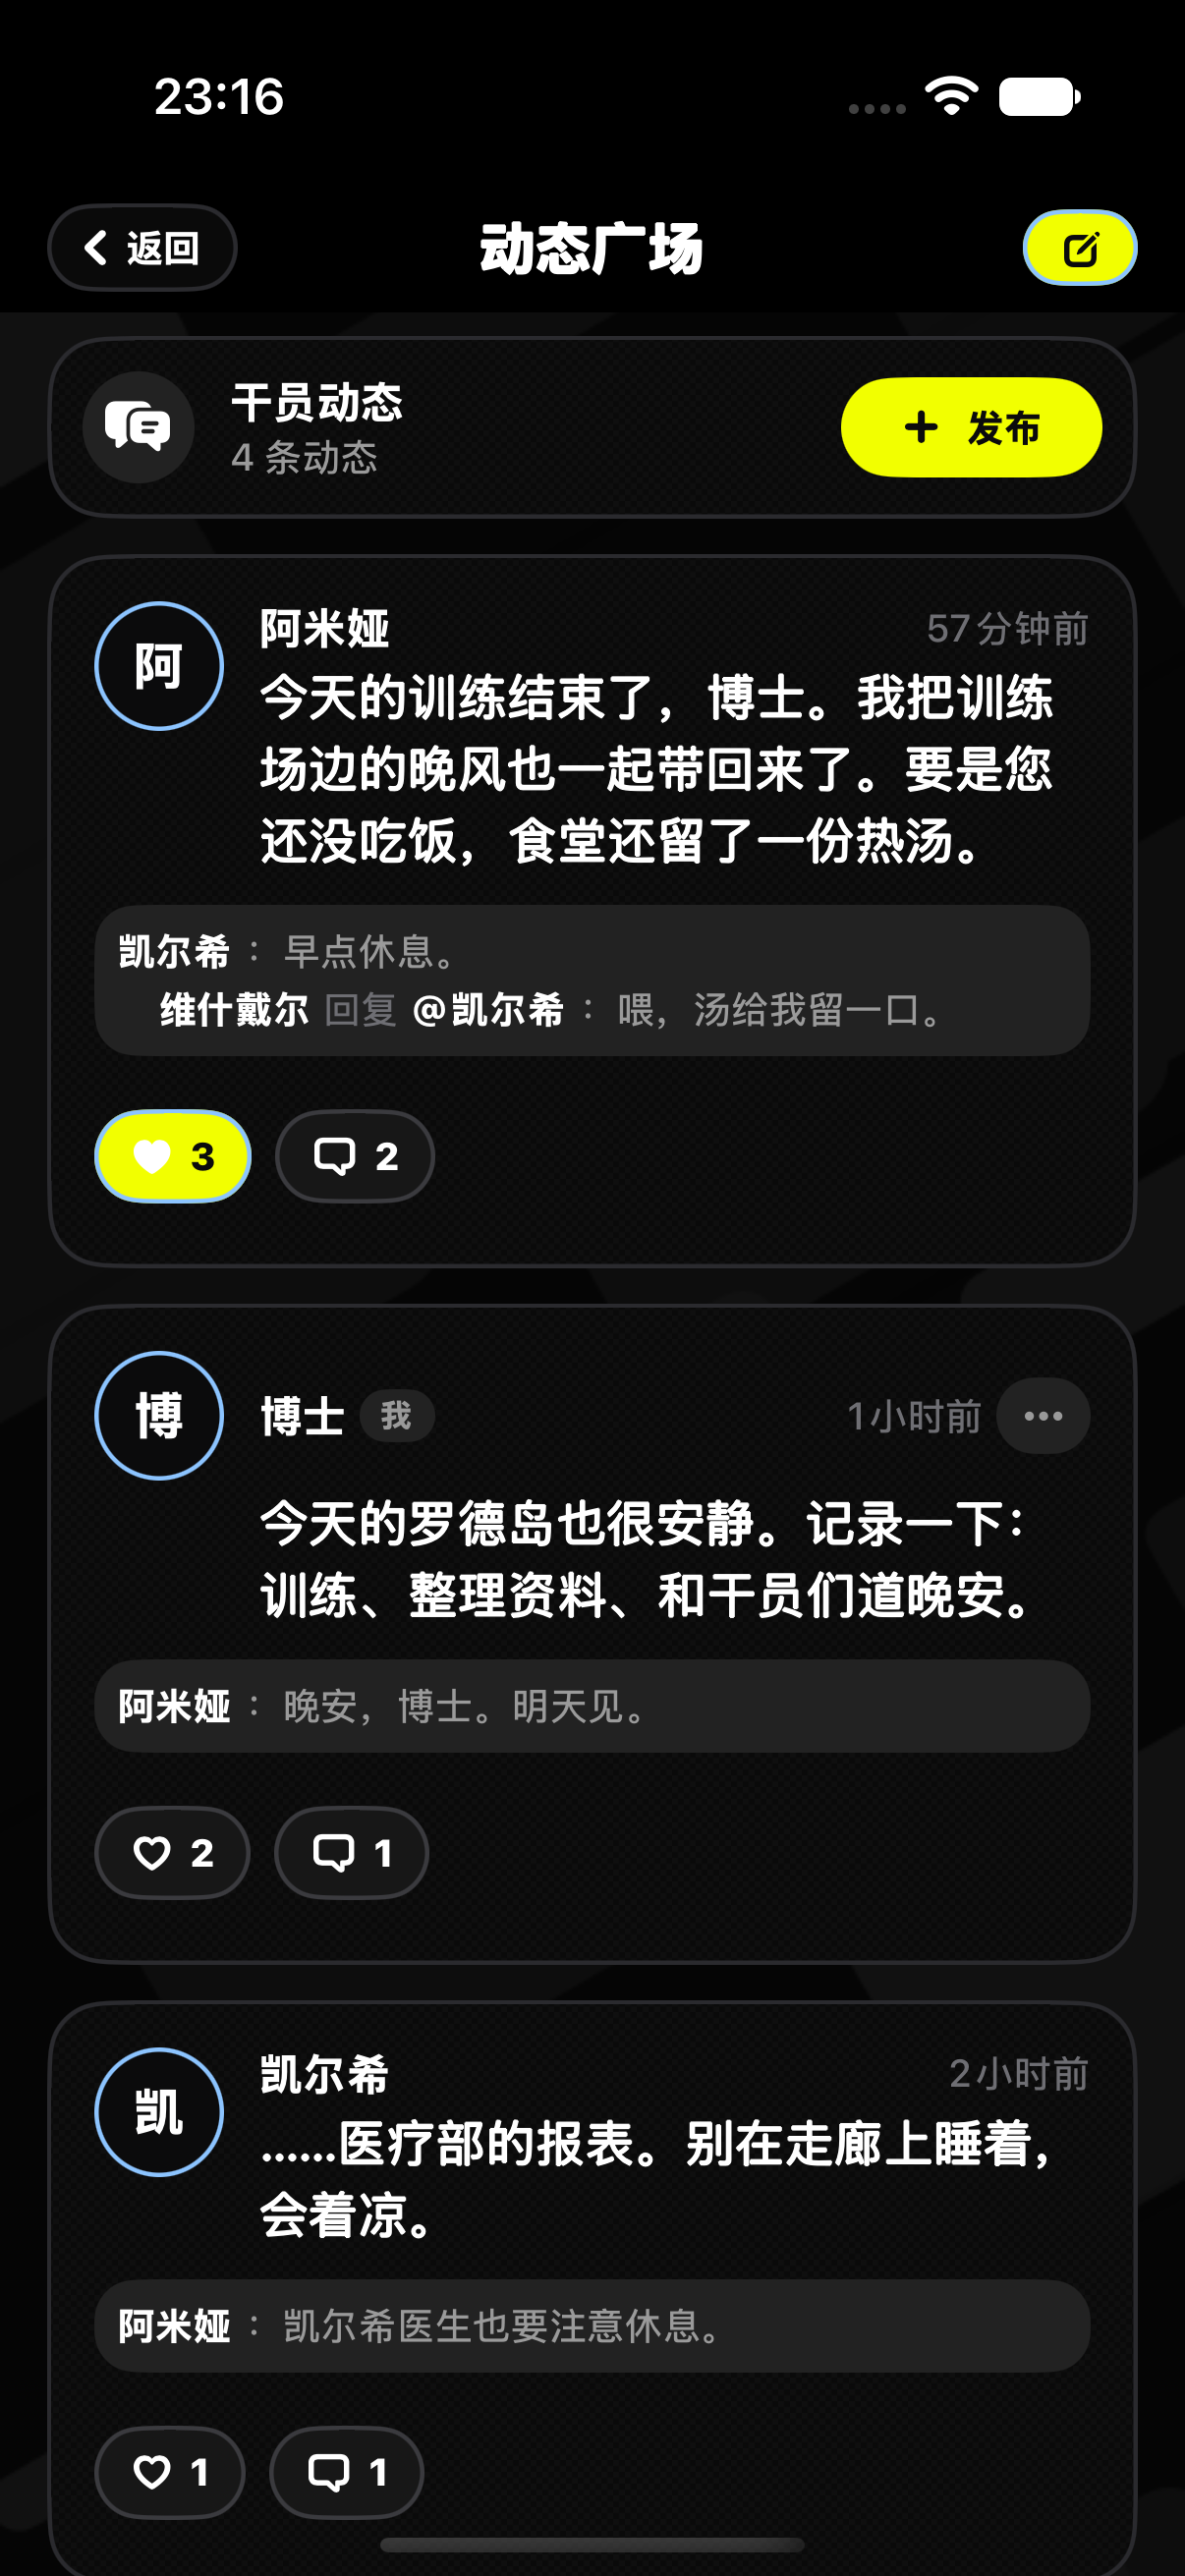 23:16
返回
动态广场
干员动态
4 条动态
发布
阿
阿米娅
57分钟前
今天的训练结束了，博士。我把训练
场边的晚风也一起带回来了。要是您
还没吃饭，食堂还留了一份热汤。
凯尔希：早点休息。
维什戴尔 回复 @凯尔希：喂，汤给我留一口。
3
2
博
博士 我
1小时前
今天的罗德岛也很安静。记录一下：
训练、整理资料、和干员们道晚安。
阿米娅：晚安，博士。明天见。
2
1
凯
凯尔希
2小时前
……医疗部的报表。别在走廊上睡着，
会着凉。
阿米娅：凯尔希医生也要注意休息。
1
1